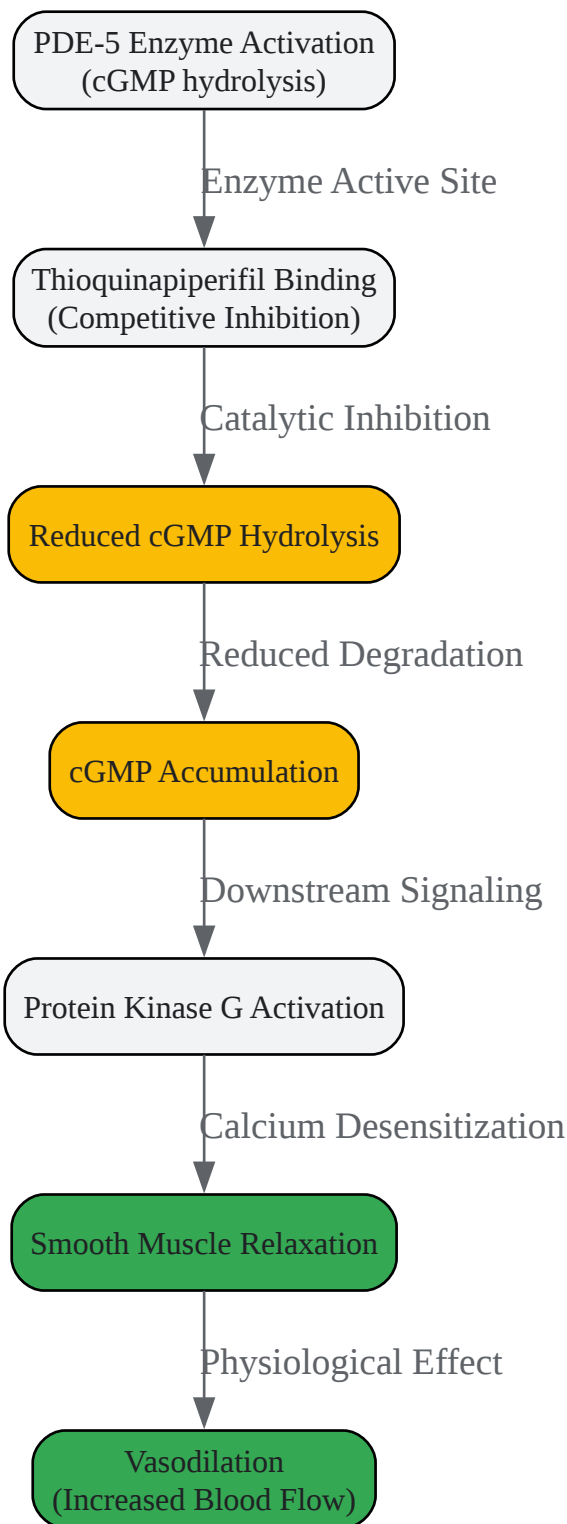 PDE-5 Enzyme Activation
(cGMP hydrolysis)
Enzyme Active Site
Thioquinapiperifil Binding
(Competitive Inhibition)
Catalytic Inhibition
Reduced cGMP Hydrolysis
Reduced Degradation
cGMP Accumulation
Downstream Signaling
Protein Kinase G Activation
Calcium Desensitization
Smooth Muscle Relaxation
Physiological Effect
Vasodilation
(Increased Blood Flow)